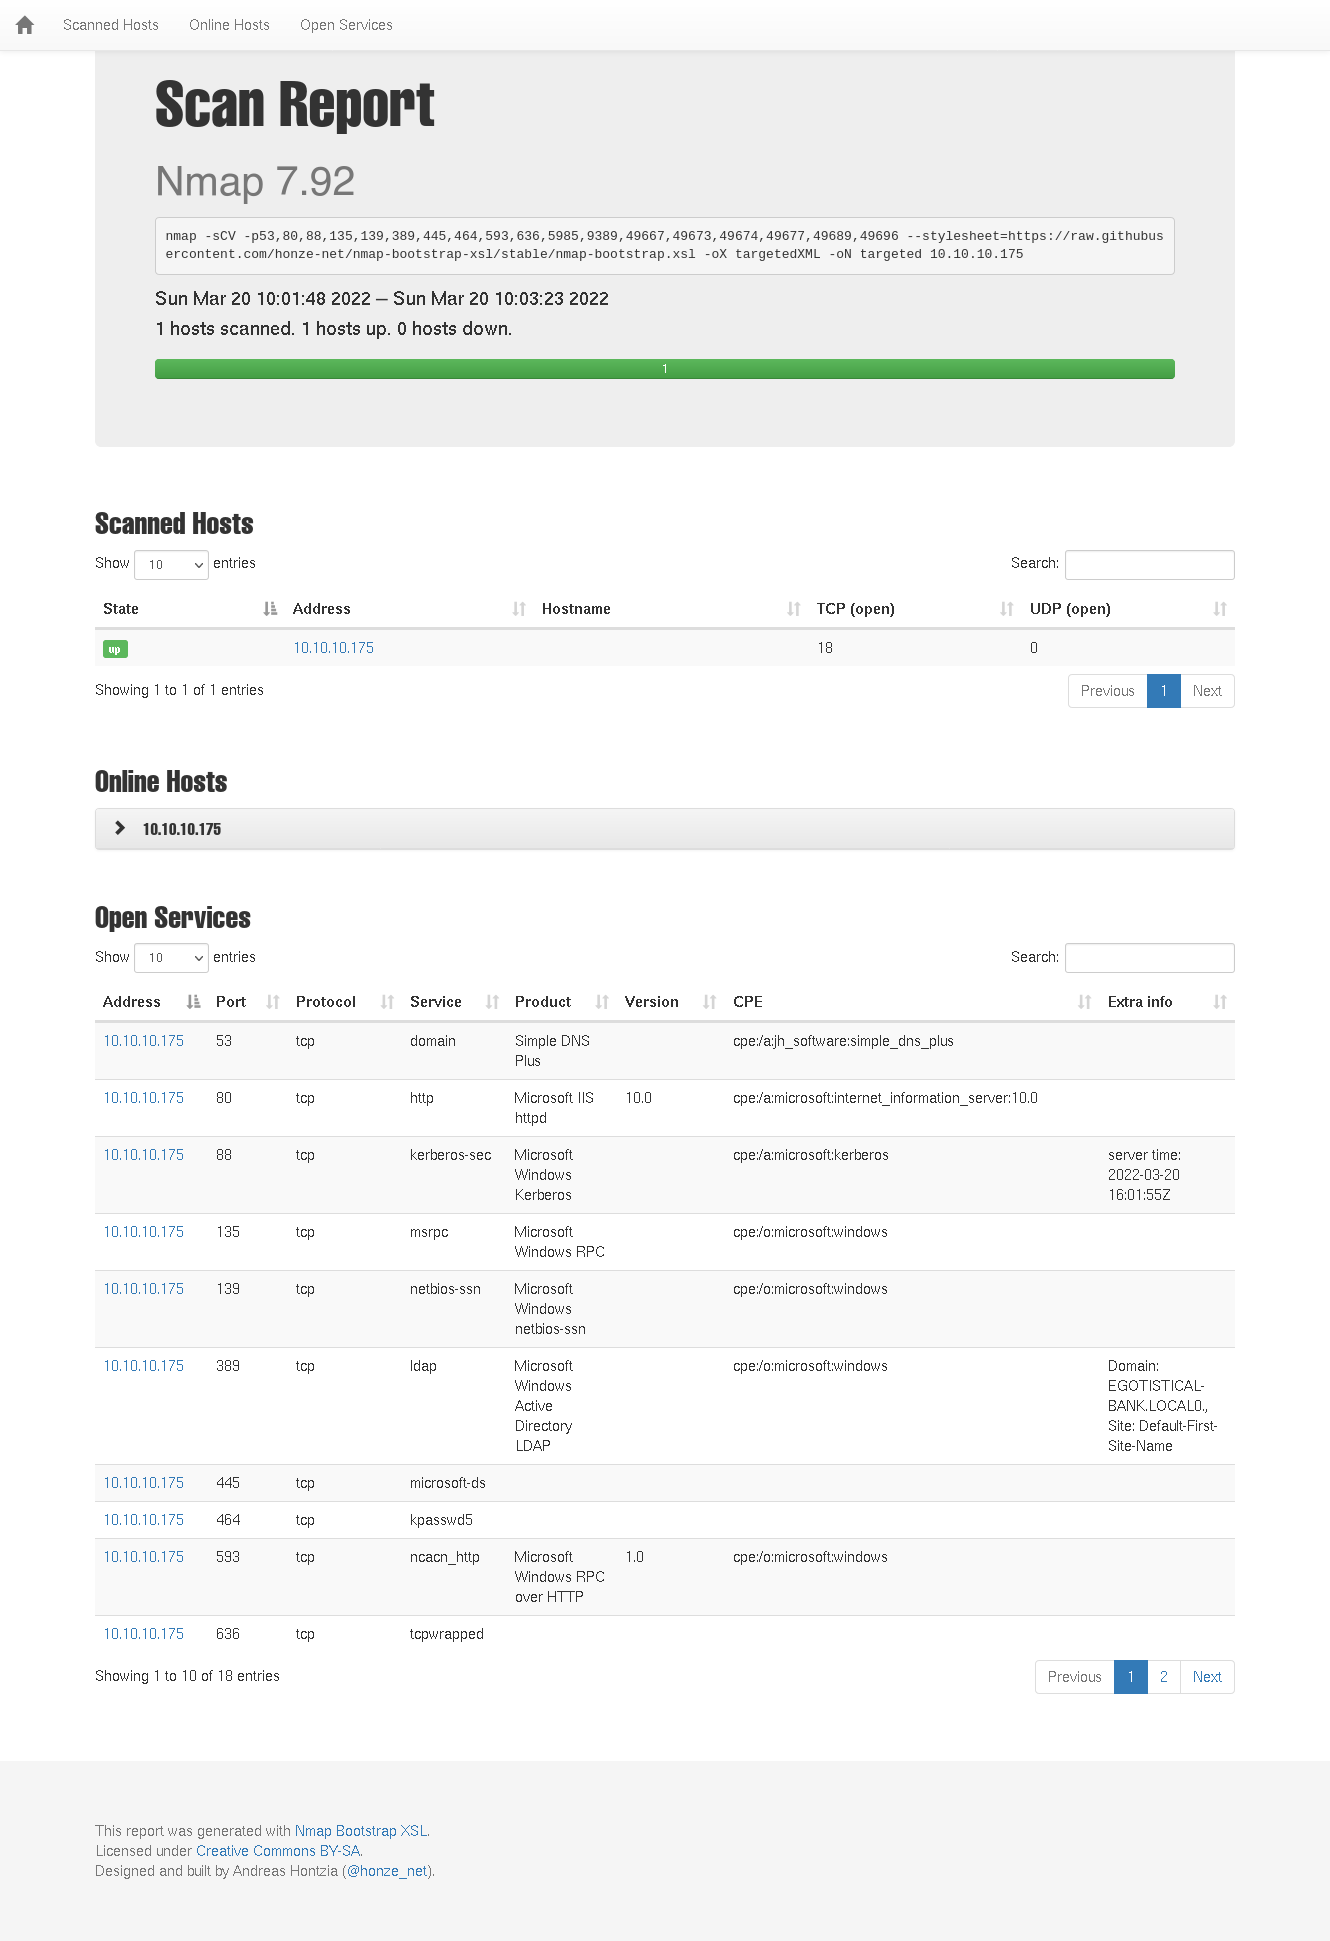 Scanned Hosts Online Hosts Open Services
Scan Report
Nmap 7.92
nmap -sCV -p53,80,88,135,139,389,445,464,593,636,5985,9389,49667,49673,49674,49677,49689,49696 --stylesheet=https://raw.githubus
ercontent.com/honze-net/nmap-bootstrap-xsl/stable/nmap-bootstrap.xsl -oX targetedXML -oN targeted 10.10.10.175
Sun Mar 20 10:01:48 2022 – Sun Mar 20 10:03:23 2022
1 hosts scanned. 1 hosts up. 0 hosts down.
1
Scanned Hosts
Show 10 entries Search:
State Address Hostname TCP (open) UDP (open)
up 10.10.10.175 18 0
Showing 1 to 1 of 1 entries Previous 1 Next
Online Hosts
10.10.10.175
Open Services
Show 10 entries Search:
Address Port Protocol Service Product Version CPE Extra info
10.10.10.175 53 tcp domain Simple DNS cpe:/a:jh_software:simple_dns_plus
Plus
10.10.10.175 80 tcp http Microsoft IIS 10.0 cpe:/a:microsoft:internet_information_server:10.0
httpd
10.10.10.175 88 tcp kerberos-sec Microsoft cpe:/a:microsoft:kerberos server time:
Windows 2022-03-20
Kerberos 16:01:55Z
10.10.10.175 135 tcp msrpc Microsoft cpe:/o:microsoft:windows
Windows RPC
10.10.10.175 139 tcp netbios-ssn Microsoft cpe:/o:microsoft:windows
Windows
netbios-ssn
10.10.10.175 389 tcp ldap Microsoft cpe:/o:microsoft:windows Domain:
Windows EGOTISTICAL-
Active BANK.LOCAL0.,
Directory Site: Default-First-
LDAP Site-Name
10.10.10.175 445 tcp microsoft-ds
10.10.10.175 464 tcp kpasswd5
10.10.10.175 593 tcp ncacn_http Microsoft 1.0 cpe:/o:microsoft:windows
Windows RPC
over HTTP
10.10.10.175 636 tcp tcpwrapped
Showing 1 to 10 of 18 entries Previous 1 2 Next
This report was generated with Nmap Bootstrap XSL.
Licensed under Creative Commons BY-SA.
Designed and built by Andreas Hontzia (@honze_net).